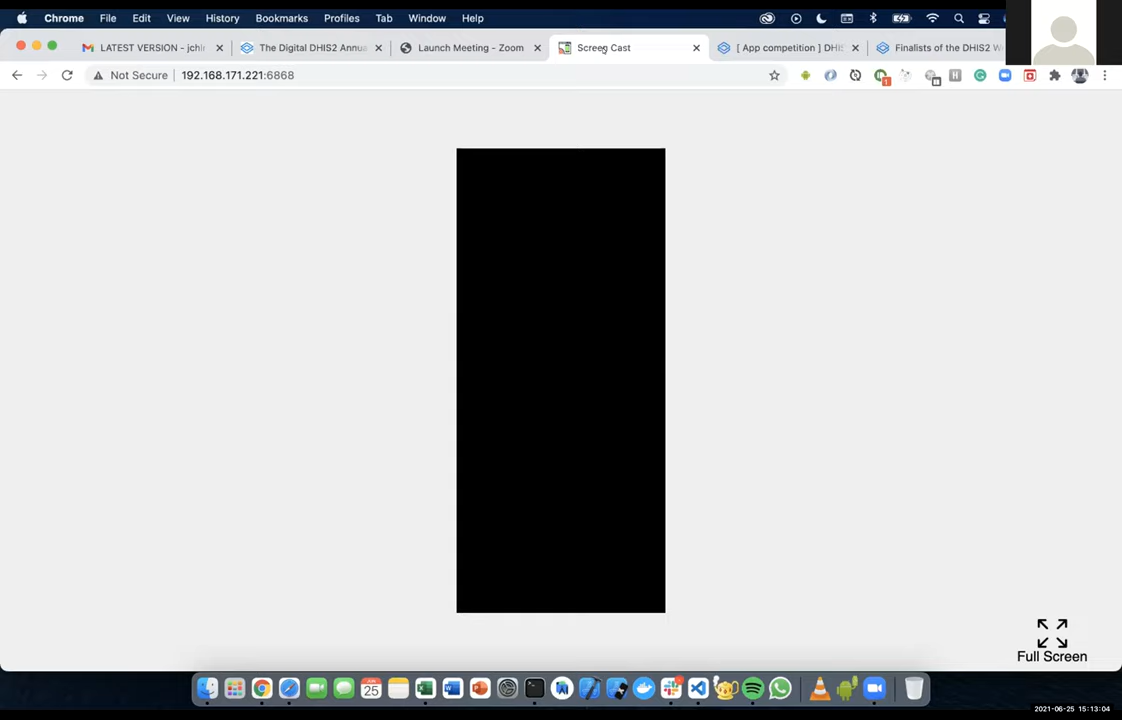 Chrome File Edit View History Bookmarks Profiles Tab Window Help
LATEST VERSION - jchi
The Digital DHIS2 Annu
Launch Meeting - Zoom
Screen Cast
[ App competition ] DHI
Finalists of the DHIS2 W
Not Secure 192.168.171.221:6868
1
H
Full Screen
JUN
25
2021-06-25 15:13:04